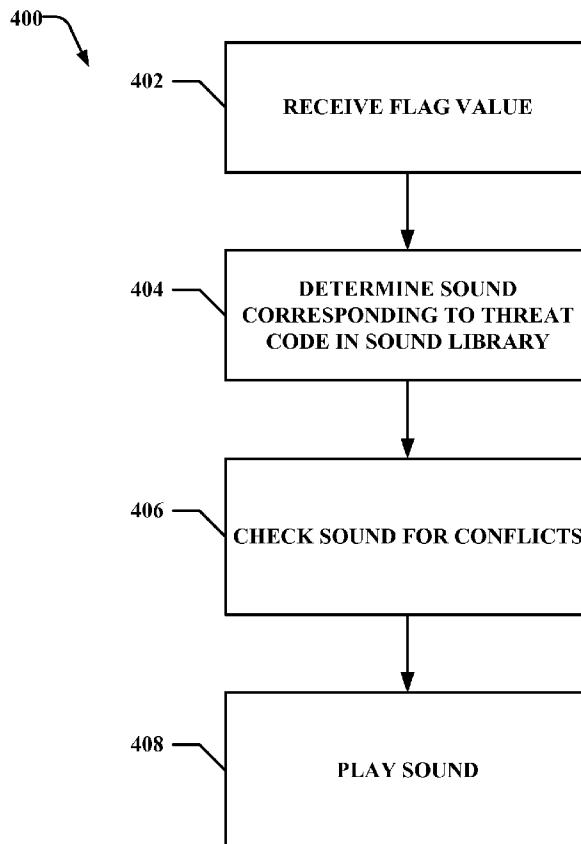 400
402
RECEIVE FLAG VALUE
404
DETERMINE SOUND
CORRESPONDING TO THREAT
CODE IN SOUND LIBRARY
406
CHECK SOUND FOR CONFLICTS
408
PLAY SOUND